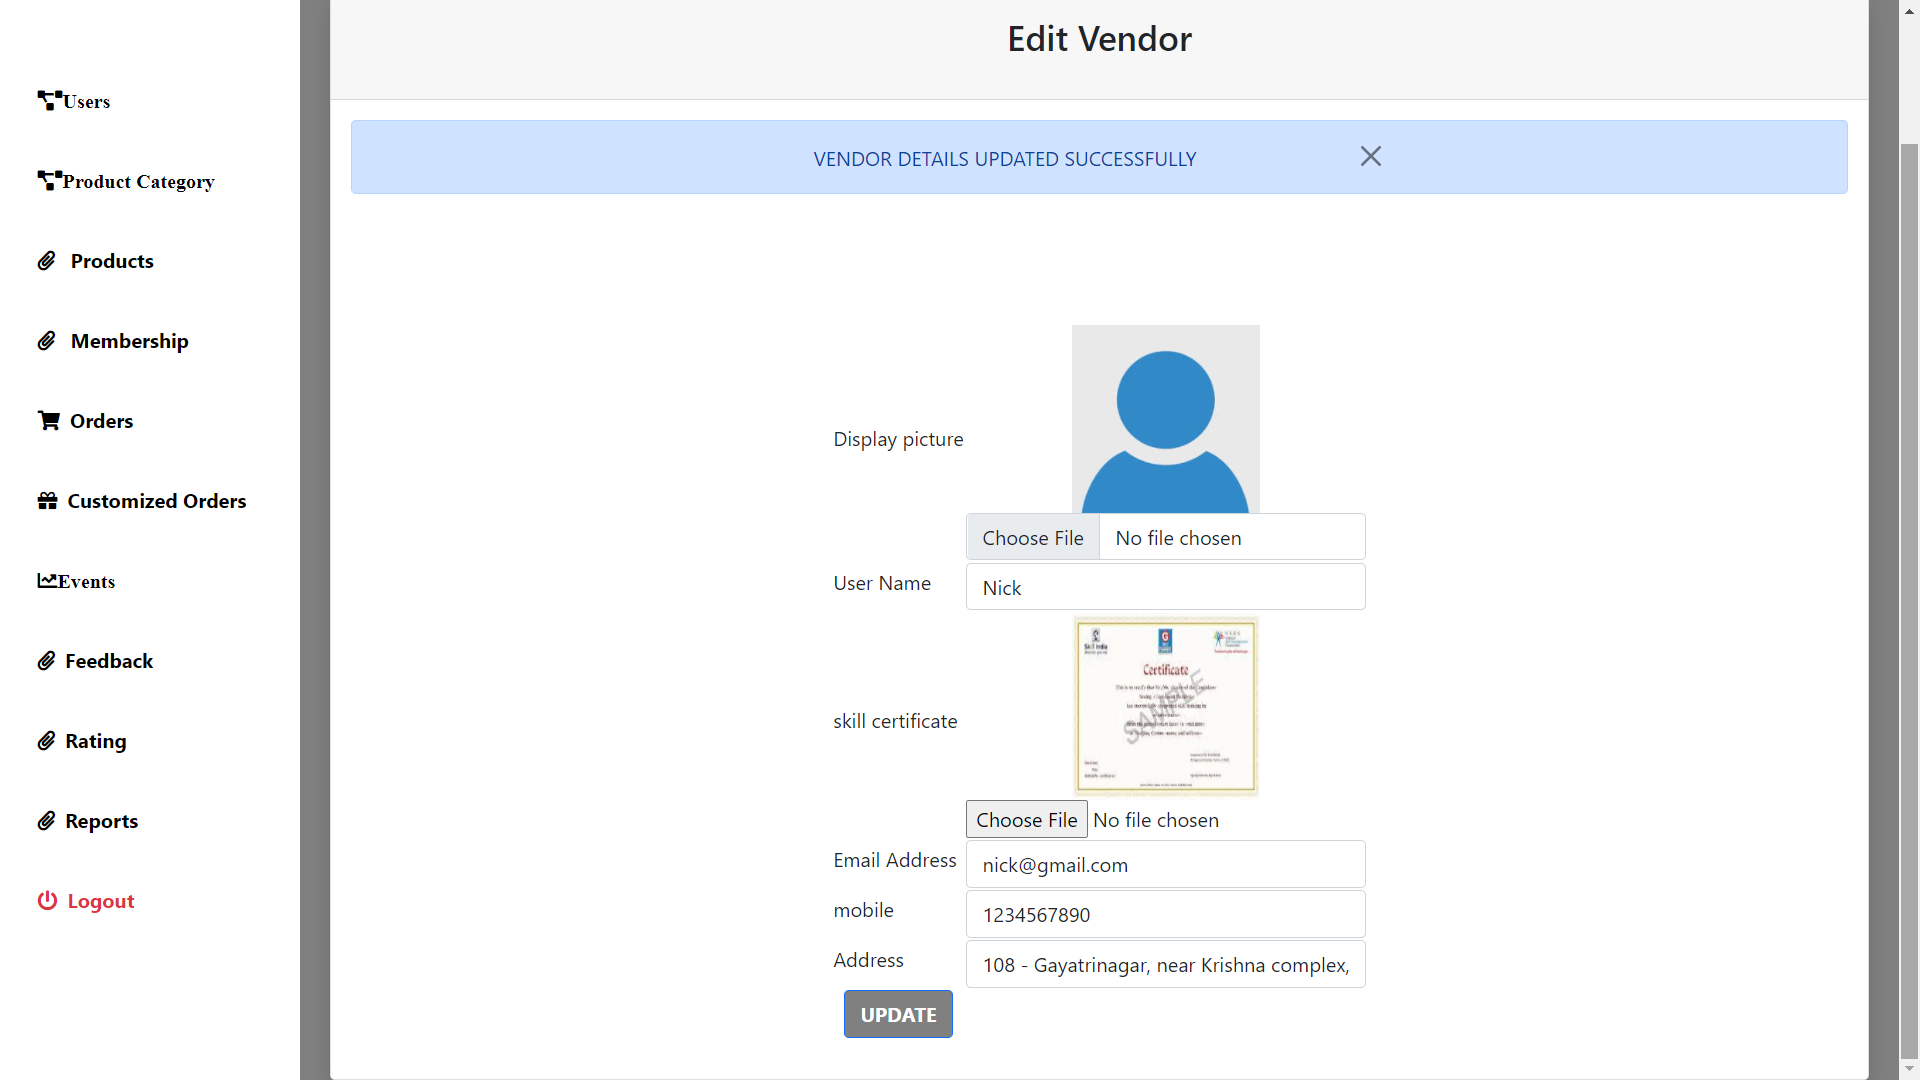 Edit Vendor
Users
Product Category
Products
Membership
Orders
Customized Orders
Events
Feedback
Rating
Reports
Logout
VENDOR DETAILS UPDATED SUCCESSFULLY
Display picture
Choose File No file chosen
User Name Nick
skill certificate
Skill India
Certificate
SAMPLE
Choose File No file chosen
Email Address nick@gmail.com
mobile 1234567890
Address 108 - Gayatrinagar, near Krishna complex,
UPDATE